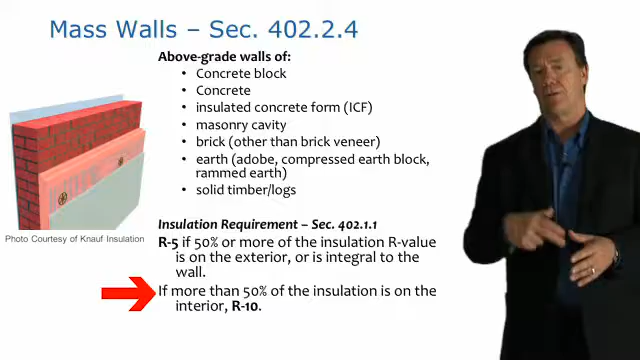 Mass Walls – Sec. 402.2.4
Above-grade walls of:
• Concrete block
• Concrete
• insulated concrete form (ICF)
• masonry cavity
• brick (other than brick veneer)
• earth (adobe, compressed earth block,
rammed earth)
• solid timber/logs
Photo Courtesy of Knauf Insulation
Insulation Requirement – Sec. 402.1.1
R-5 if 50% or more of the insulation R-value
is on the exterior, or is integral to the
wall.
If more than 50% of the insulation is on the
interior, R-10.